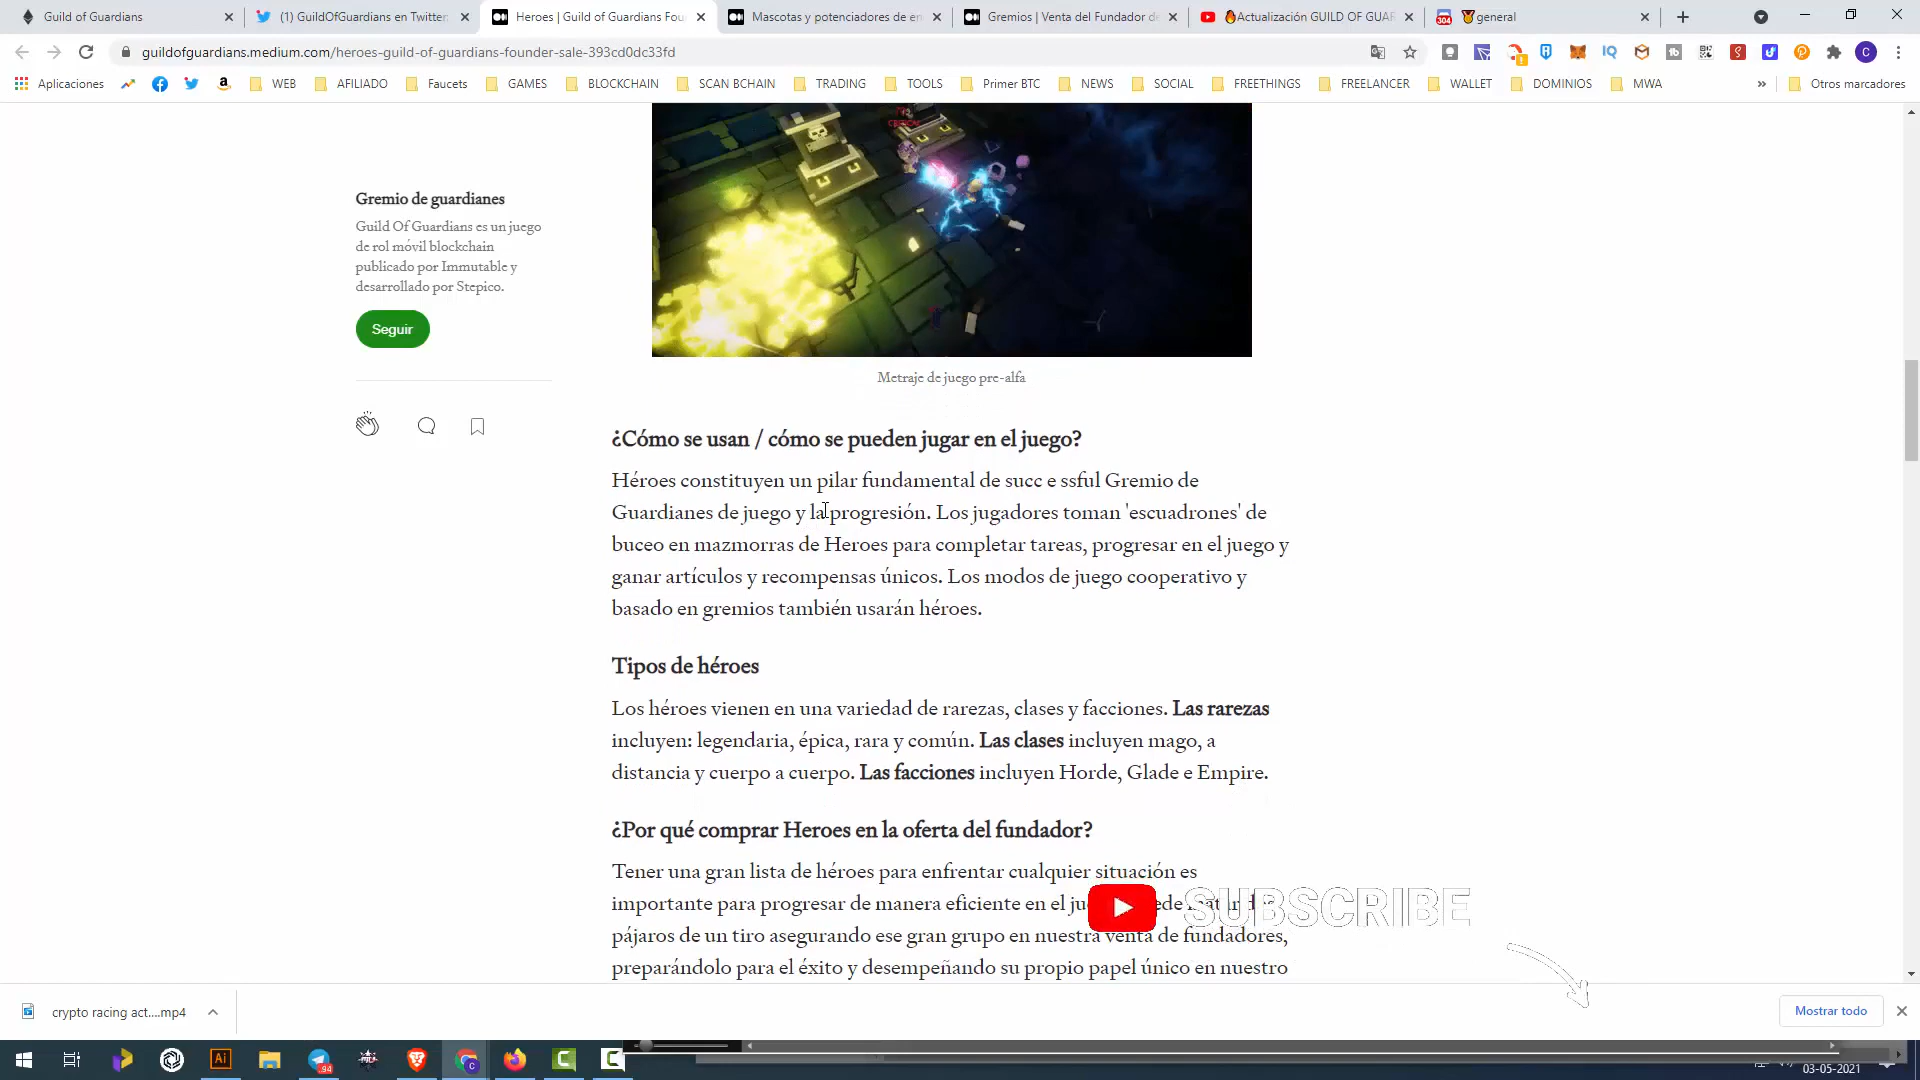 Guild of Guardians
(1) GuildOfGuardians en Twitter
Heroes | Guild of Guardians Fou
Mascotas y potenciadores de en
Gremios | Venta del Fundador de
Actualización GUILD OF GUAR
304
general
guildofguardians.medium.com/heroes-guild-of-guardians-founder-sale-393cd0dc33fd
Aplicaciones
WEB
AFILIADO
Faucets
GAMES
BLOCKCHAIN
SCAN BCHAIN
TRADING
TOOLS
Primer BTC
NEWS
SOCIAL
FREETHINGS
FREELANCER
WALLET
DOMINIOS
MWA
Otros marcadores
Gremio de guardianes
Guild Of Guardians es un juego
de rol móvil blockchain
publicado por Immutable y
desarrollado por Stepico.
Seguir
Metraje de juego pre-alfa
¿Cómo se usan / cómo se pueden jugar en el juego?
Héroes constituyen un pilar fundamental de succ e ssful Gremio de
Guardianes de juego y la progresión. Los jugadores toman 'escuadrones' de
buceo en mazmorras de Heroes para completar tareas, progresar en el juego y
ganar artículos y recompensas únicos. Los modos de juego cooperativo y
basado en gremios también usarán héroes.
Tipos de héroes
Los héroes vienen en una variedad de rarezas, clases y facciones. Las rarezas
incluyen: legendaria, épica, rara y común. Las clases incluyen mago, a
distancia y cuerpo a cuerpo. Las facciones incluyen Horde, Glade e Empire.
¿Por qué comprar Heroes en la oferta del fundador?
Tener una gran lista de héroes para enfrentar cualquier situación es
importante para progresar de manera eficiente en el
pájaros de un tiro asegurando ese gran grupo en nuestra venta de fundadores,
preparándolo para el éxito y desempeñando su propio papel único en nuestro
SUBSCRIBE
crypto racing act....mp4
Mostrar todo
94
03-05-2021